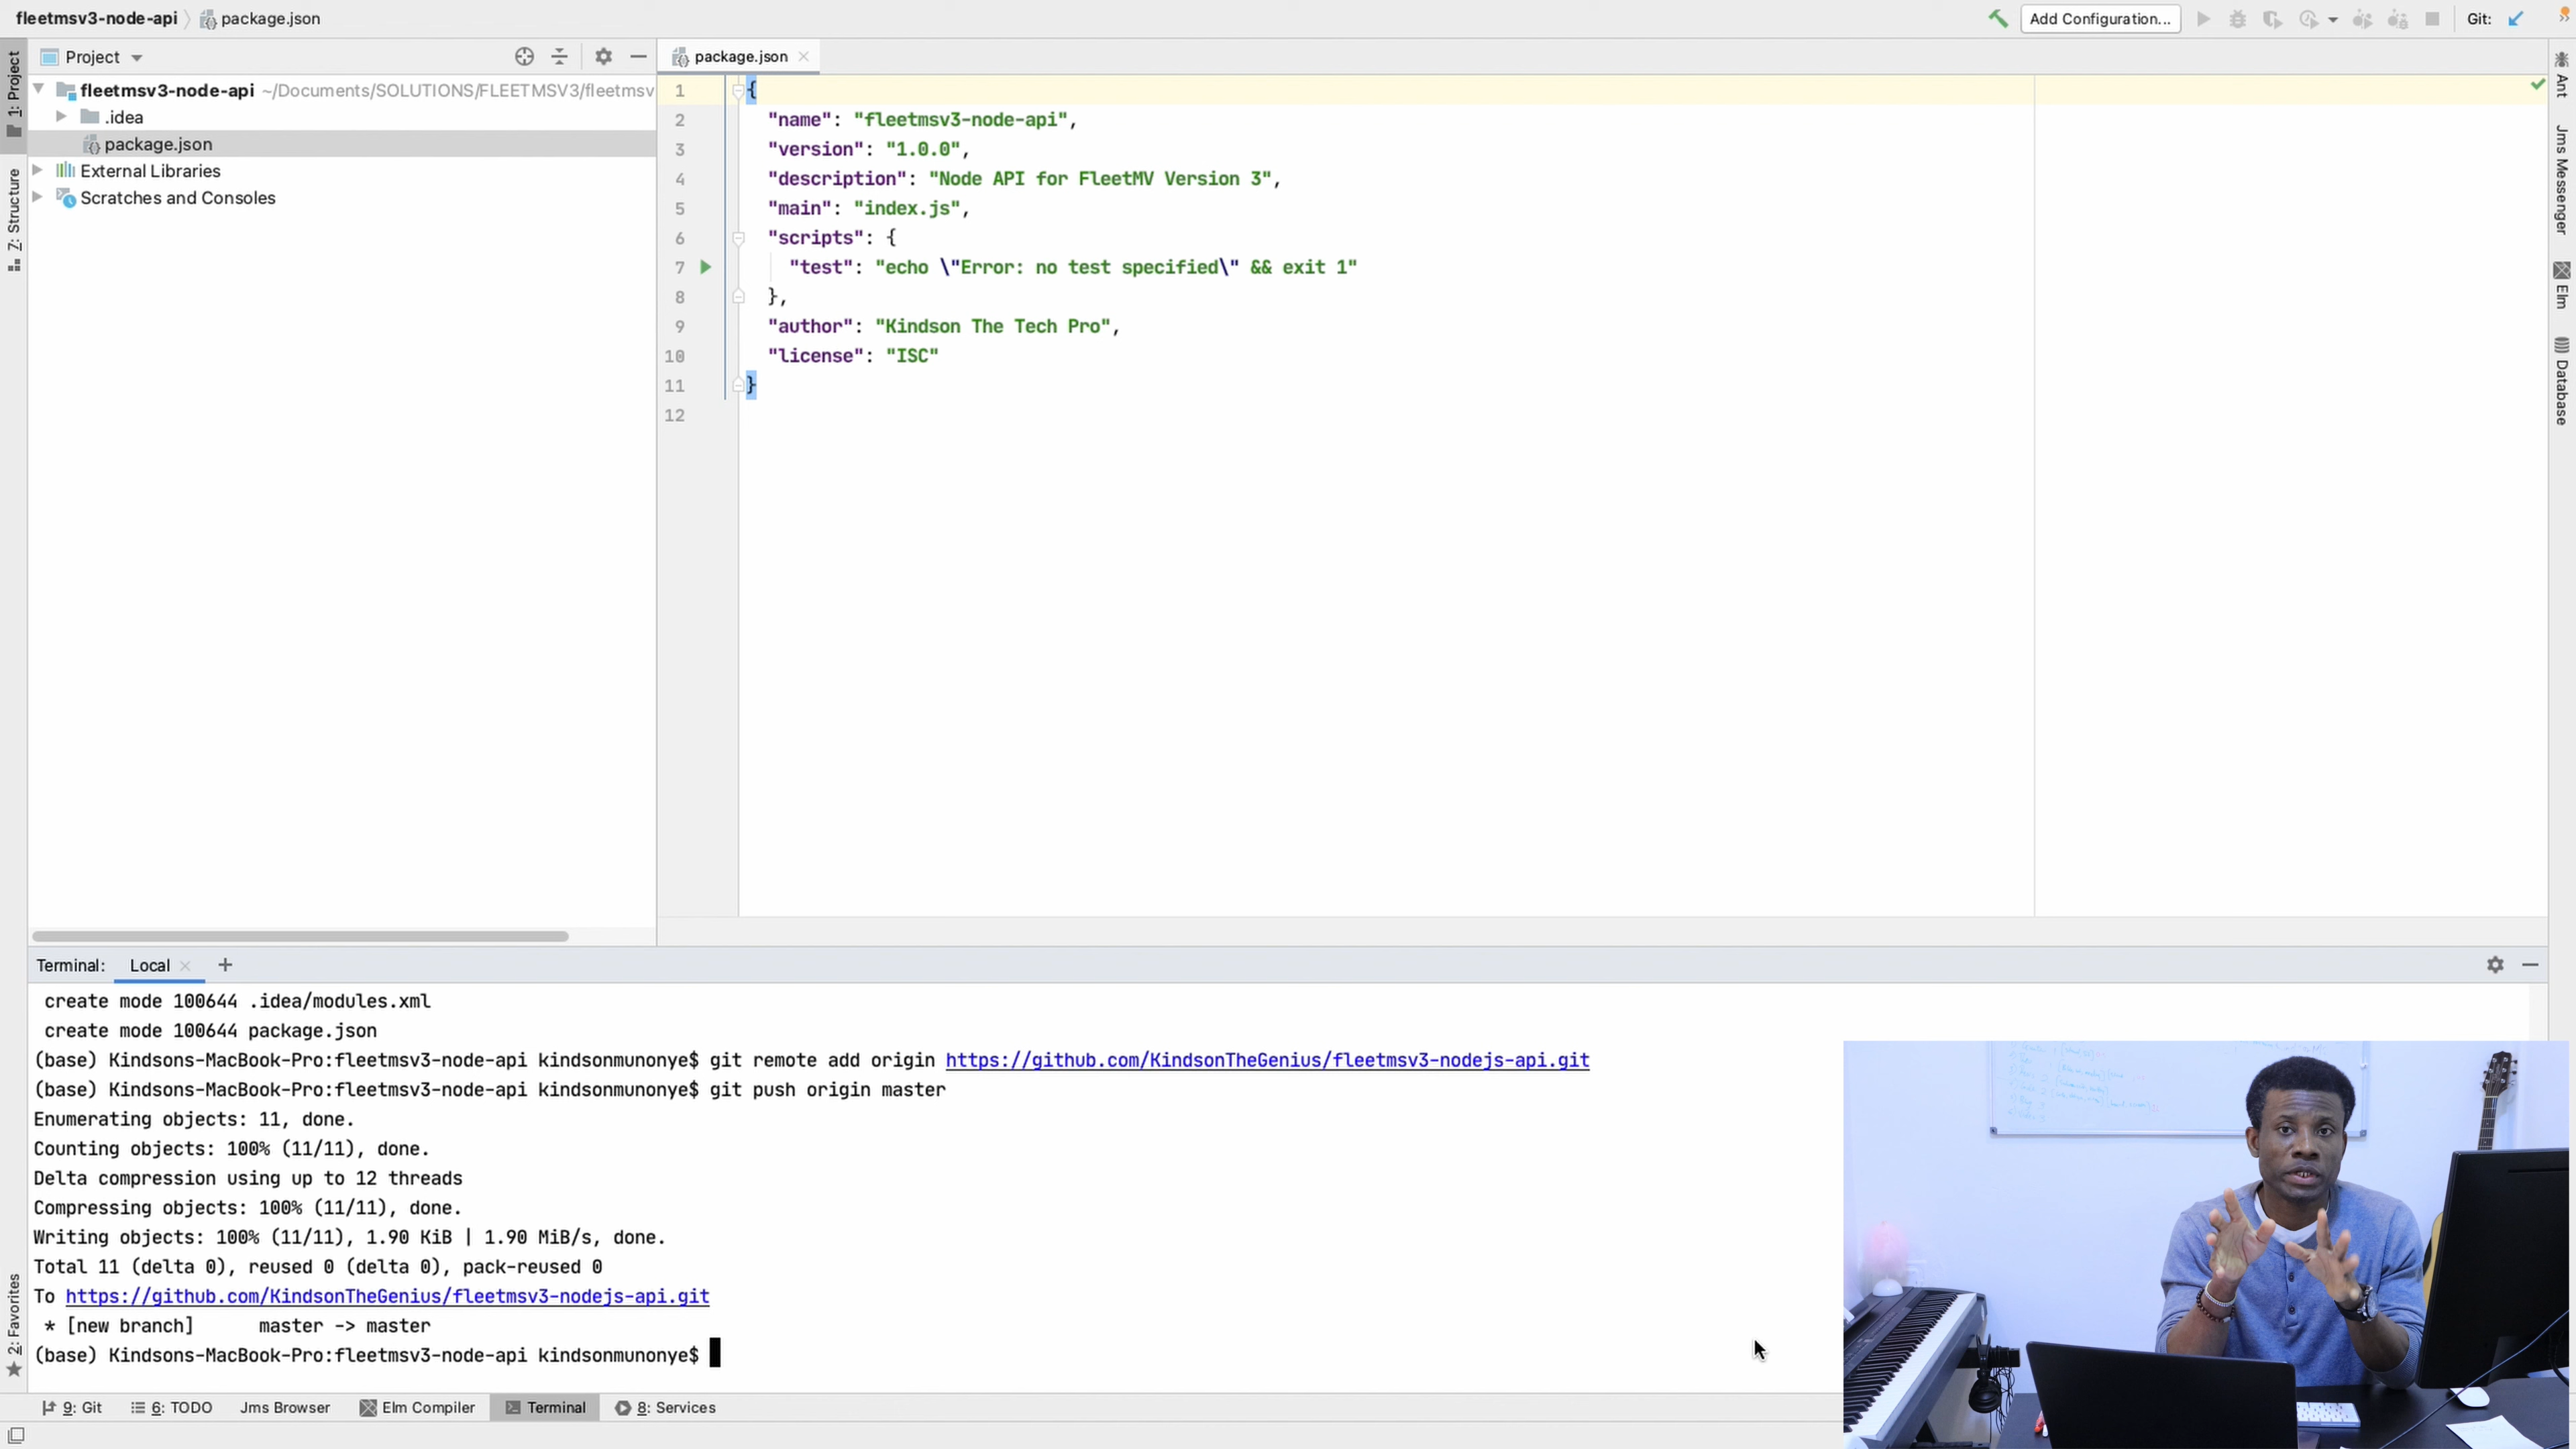 fleetmsv3-node-api
package.json
Add Configuration...
Git:
1: Project
Z: Structure
2: Favorites
Project
fleetmsv3-node-api ~/Documents/SOLUTIONS/FLEETMSV3/fleetmsv
.idea
package.json
External Libraries
Scratches and Consoles
package.json
1 {
2 "name": "fleetmsv3-node-api",
3 "version": "1.0.0",
4 "description": "Node API for FleetMV Version 3",
5 "main": "index.js",
6 "scripts": {
7 "test": "echo \"Error: no test specified\" && exit 1"
8 },
9 "author": "Kindson The Tech Pro",
10 "license": "ISC"
11 }
12
Ant
Jms Messenger
Elm
Database
Terminal: Local
create mode 100644 .idea/modules.xml
create mode 100644 package.json
(base) Kindsons-MacBook-Pro:fleetmsv3-node-api kindsonmunonye$ git remote add origin https://github.com/KindsonTheGenius/fleetmsv3-nodejs-api.git
(base) Kindsons-MacBook-Pro:fleetmsv3-node-api kindsonmunonye$ git push origin master
Enumerating objects: 11, done.
Counting objects: 100% (11/11), done.
Delta compression using up to 12 threads
Compressing objects: 100% (11/11), done.
Writing objects: 100% (11/11), 1.90 KiB | 1.90 MiB/s, done.
Total 11 (delta 0), reused 0 (delta 0), pack-reused 0
To https://github.com/KindsonTheGenius/fleetmsv3-nodejs-api.git
* [new branch] master -> master
(base) Kindsons-MacBook-Pro:fleetmsv3-node-api kindsonmunonye$
9: Git 6: TODO Jms Browser Elm Compiler Terminal 8: Services